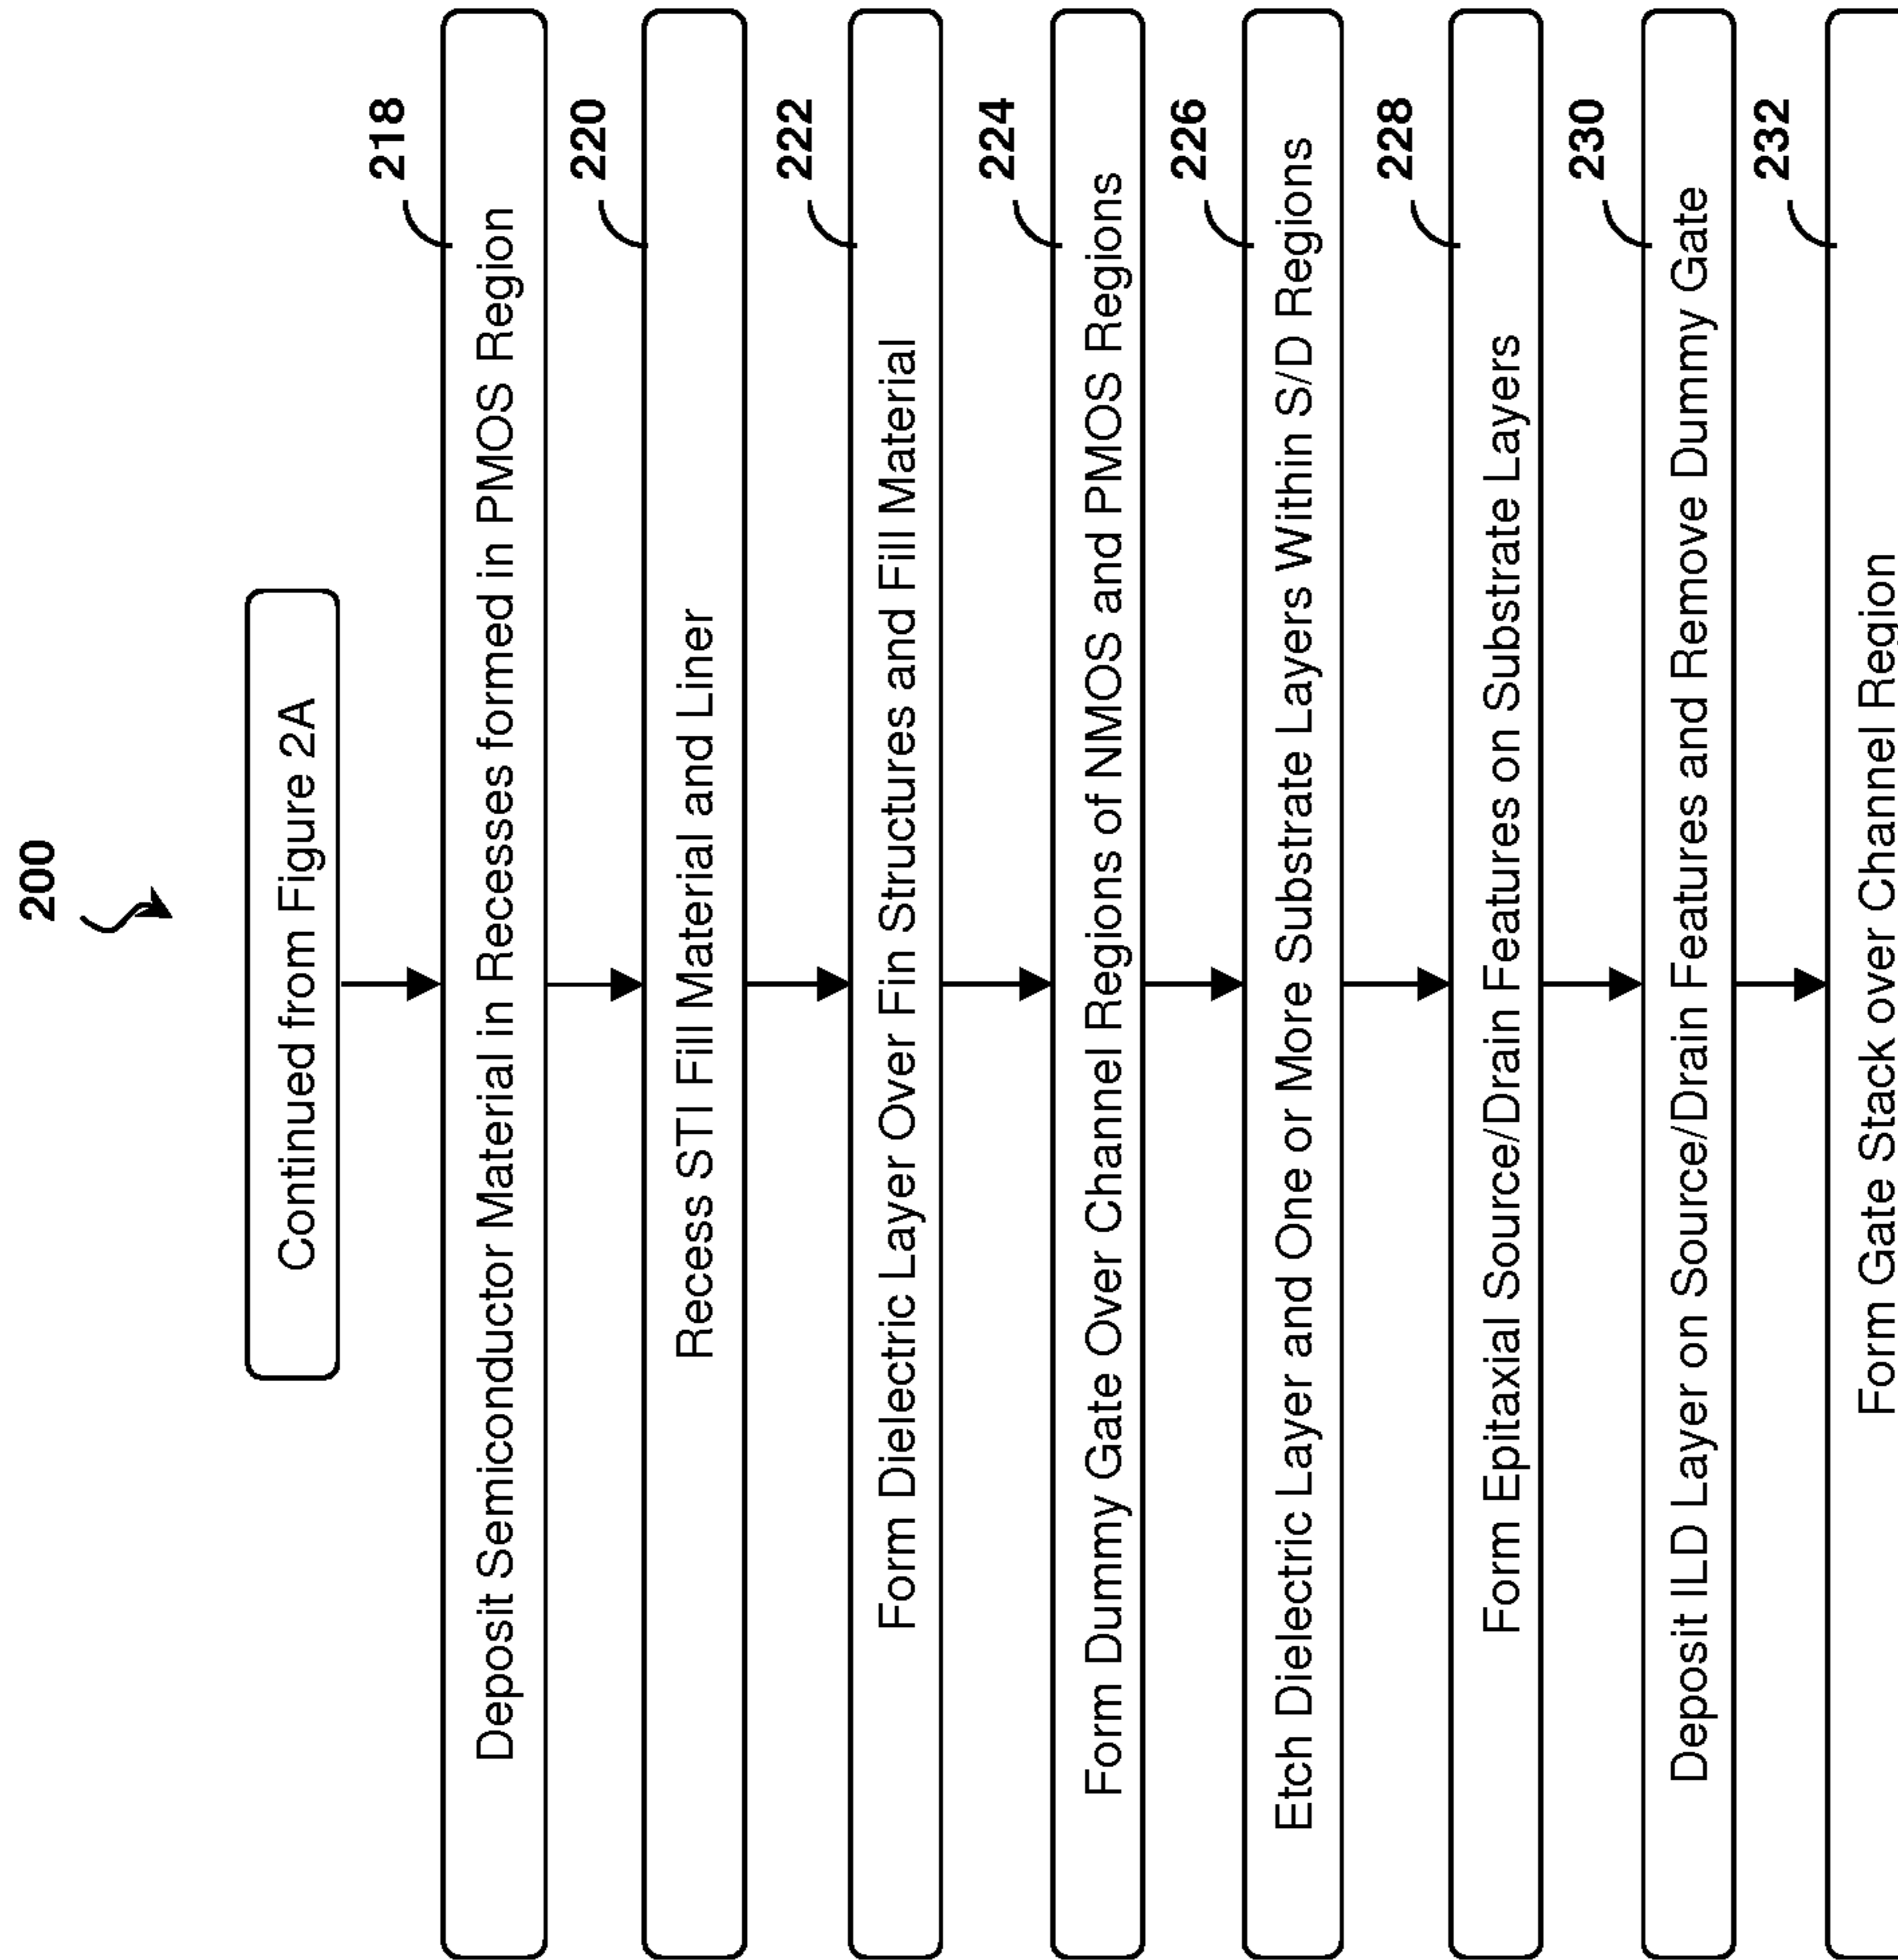 200
Continued from Figure 2A
218
Deposit Semiconductor Material in Recesses formed in PMOS Region
220
Recess STI Fill Material and Liner
222
Form Dielectric Layer Over Fin Structures and Fill Material
224
Form Dummy Gate Over Channel Regions of NMOS and PMOS Regions
226
Etch Dielectric Layer and One or More Substrate Layers Within S/D Regions
228
Form Epitaxial Source/Drain Features on Substrate Layers
230
Deposit ILD Layer on Source/Drain Features and Remove Dummy Gate
232
Form Gate Stack over Channel Region